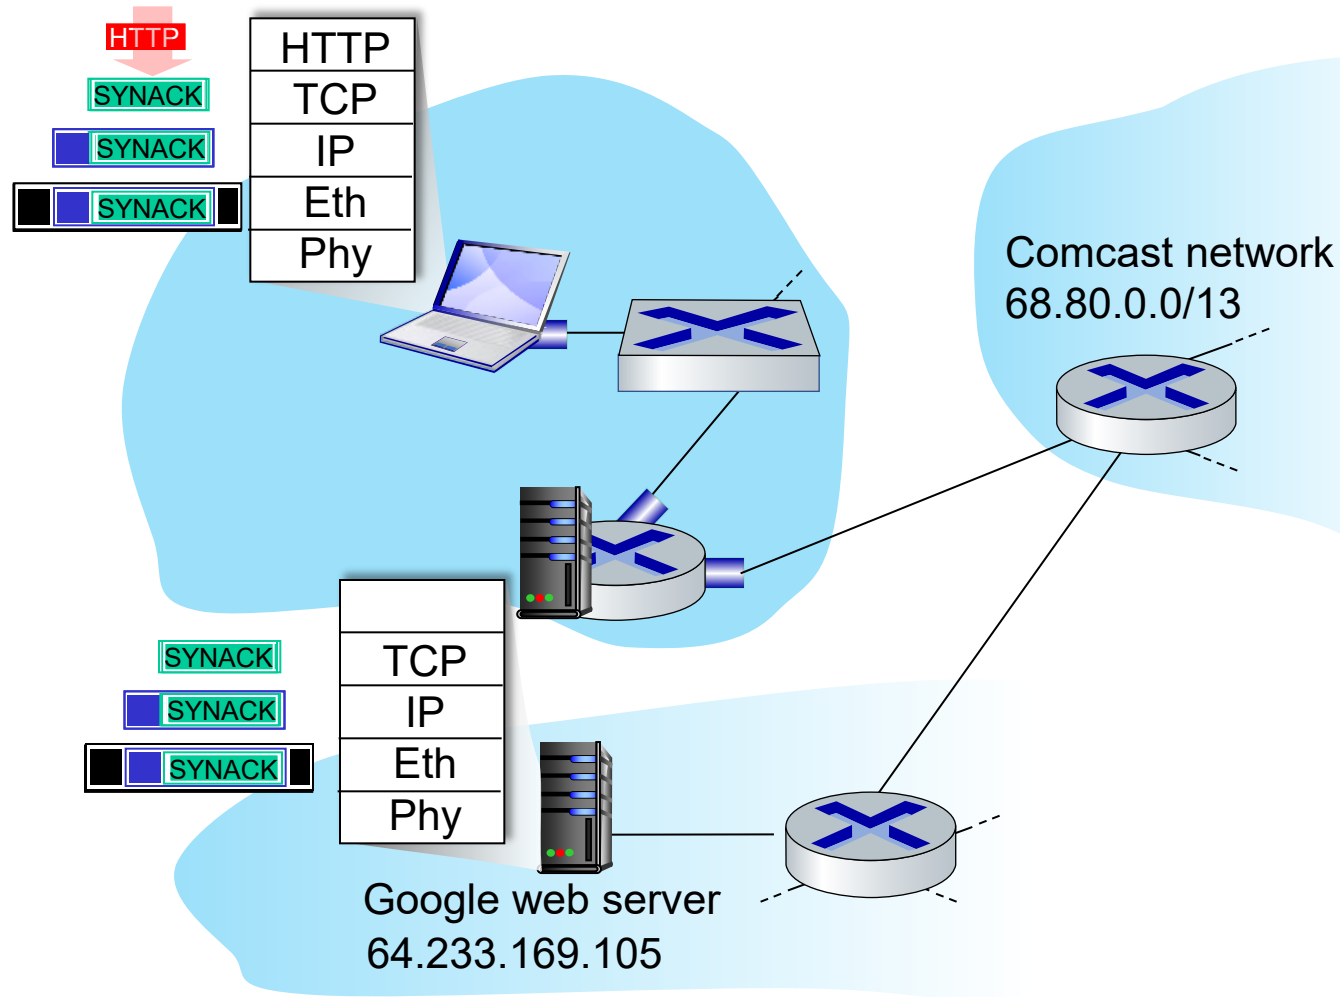 HTTP
SYNACK
SYNACK
SYNACK
HTTP
TCP
IP
Eth
Phy
Comcast network
68.80.0.0/13
SYNACK
SYNACK
SYNACK
TCP
IP
Eth
Phy
Google web server
64.233.169.105